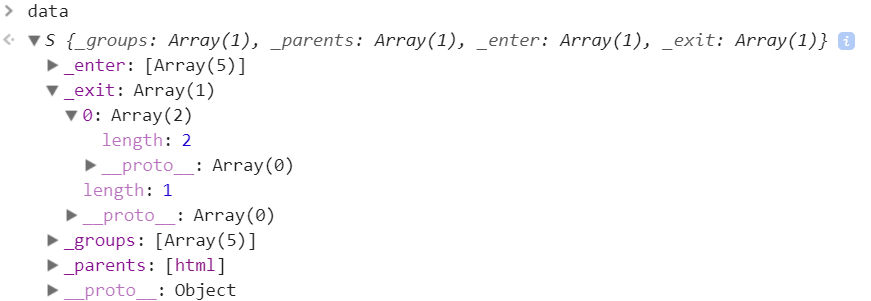 data
S {_groups: Array(1), _parents: Array(1), _enter: Array(1), _exit: Array(1)} i
_enter: [Array(5)]
_exit: Array(1)
0: Array(2)
length: 2
__proto__: Array(0)
length: 1
__proto__: Array(0)
_groups: [Array(5)]
_parents: [html]
__proto__: Object